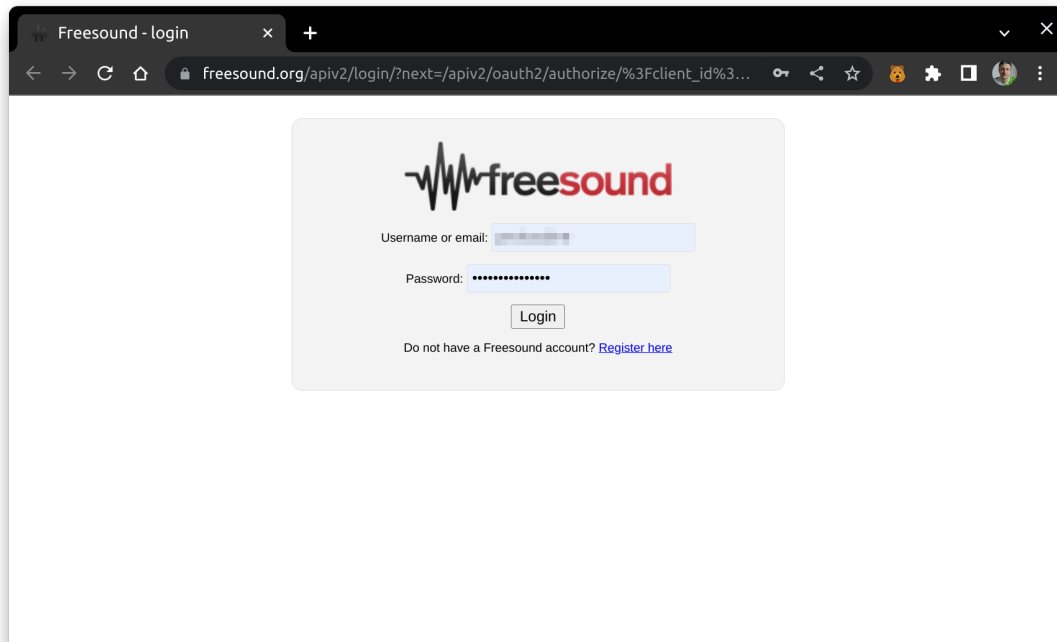 Freesound - login
freesound.org/apiv2/login/?next=/apiv2/oauth2/authorize/%3Fclient_id%3...
freesound
Username or email:
Password: •••••••••••••••
Login
Do not have a Freesound account? Register here